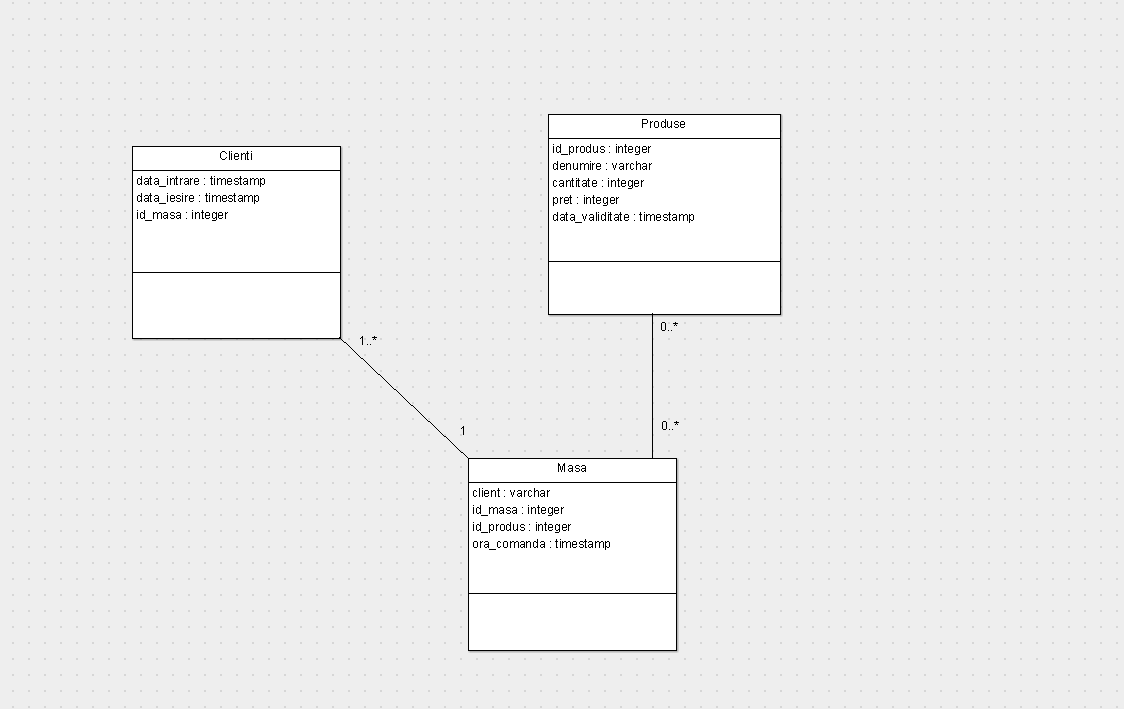 Clienti
data_intrare : timestamp
data_iesire : timestamp
id_masa : integer
Produse
id_produs : integer
denumire : varchar
cantitate : integer
pret : integer
data_validitate : timestamp
1..*
1
0..*
0..*
Masa
client : varchar
id_masa : integer
id_produs : integer
ora_comanda : timestamp